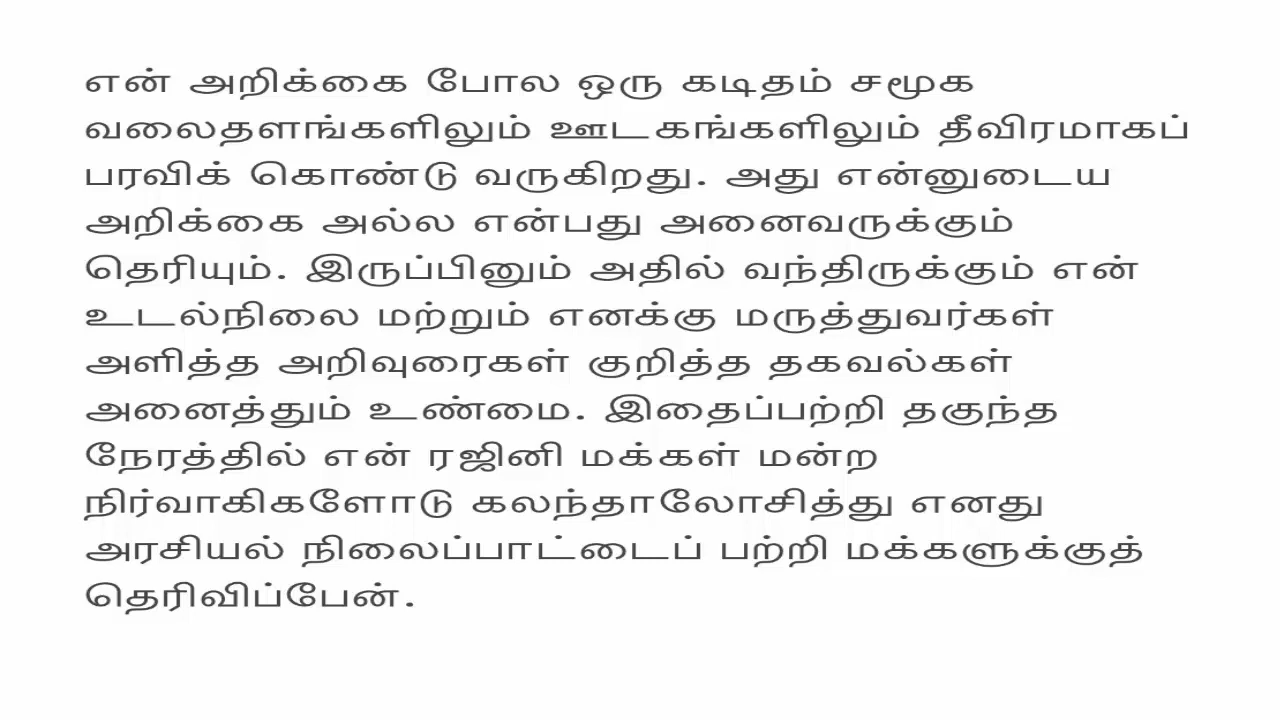 என் அறிக்கை போல ஒரு கடிதம் சமூக
வலைதளங்களிலும் ஊடகங்களிலும் தீவிரமாகப்
பரவிக் கொண்டு வருகிறது. அது என்னுடைய
அறிக்கை அல்ல என்பது அனைவருக்கும்
தெரியும். இருப்பினும் அதில் வந்திருக்கும் என்
உடல்நிலை மற்றும் எனக்கு மருத்துவர்கள்
அளித்த அறிவுரைகள் குறித்த தகவல்கள்
அனைத்தும் உண்மை. இதைப்பற்றி தகுந்த
நேரத்தில் என் ரஜினி மக்கள் மன்ற
நிர்வாகிகளோடு கலந்தாலோசித்து எனது
அரசியல் நிலைப்பாட்டைப் பற்றி மக்களுக்குத்
தெரிவிப்பேன்.